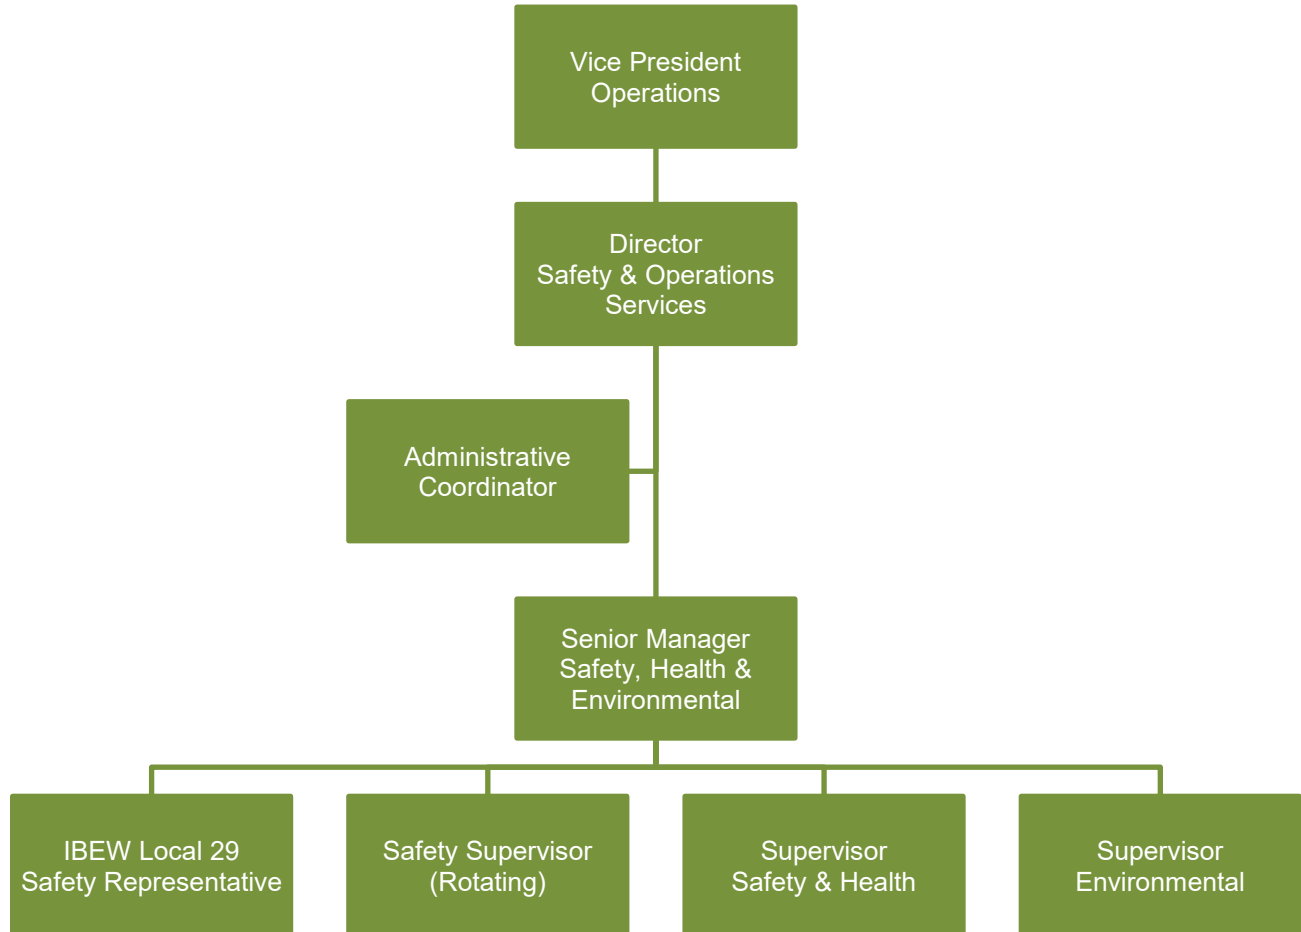 Vice President
Operations
Director
Safety & Operations
Services
Administrative
Coordinator
Senior Manager
Safety, Health &
Environmental
IBEW Local 29
Safety Representative
Safety Supervisor
(Rotating)
Supervisor
Safety & Health
Supervisor
Environmental